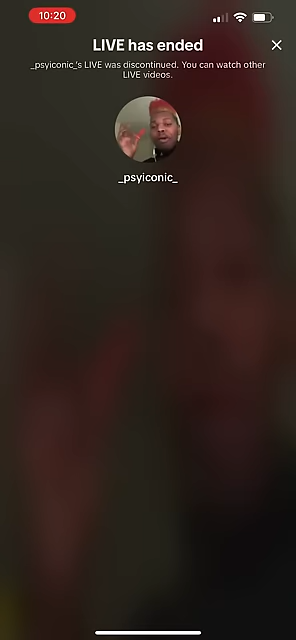 10:20
LIVE has ended
_psyiconic_'s LIVE was discontinued. You can watch other
LIVE videos.
_psyiconic_